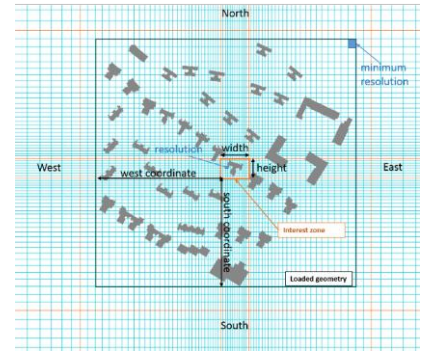 North
minimum
resolution
width
resolution
height
West
west coordinate
East
south coordinate
Interest zone
Loaded geometry
South